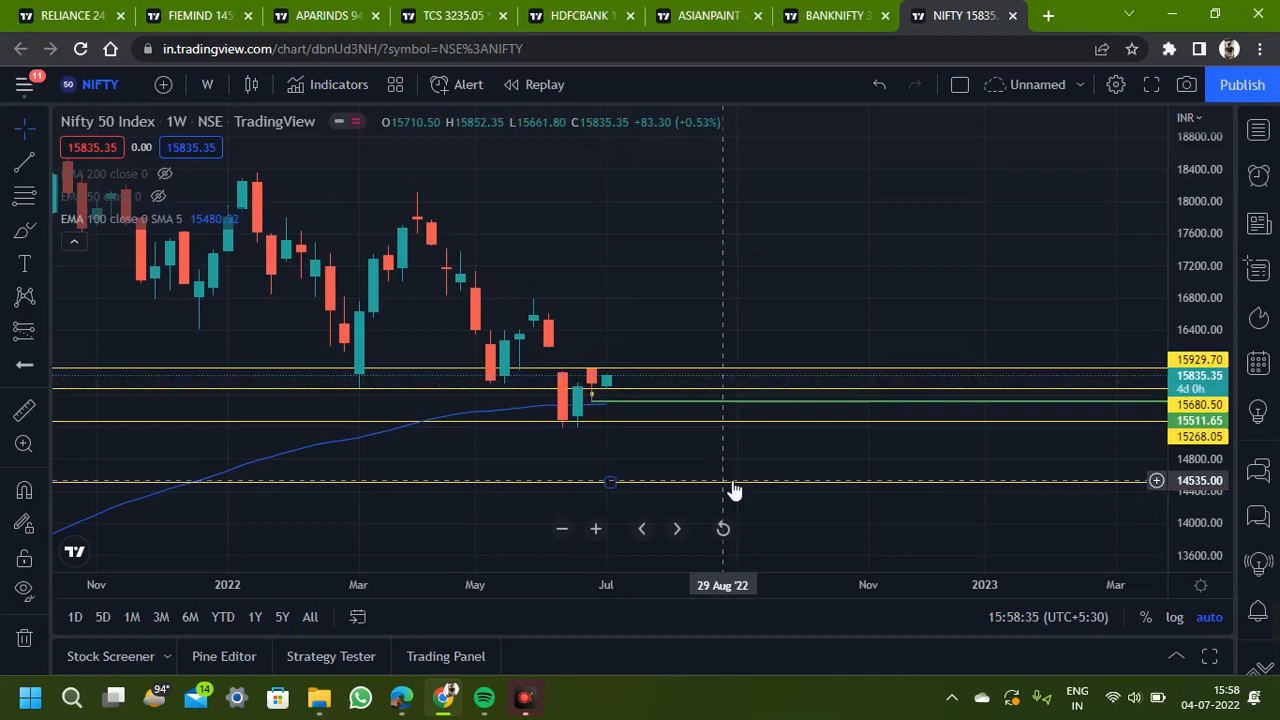 RELIANCE 24
FIEMIND 145
APARINDS 94
TCS 3235.05
HDFCBANK 1
ASIANPAINT 2
BANKNIFTY 3
NIFTY 15835.
in.tradingview.com/chart/dbnUd3NH/?symbol=NSE%3ANIFTY
11
50 NIFTY
W
Indicators
Alert
Replay
Unnamed
Publish
Nifty 50 Index · 1W · NSE · TradingView
O15710.50 H15852.35 L15661.80 C15835.35 +83.30 (+0.53%)
INR
15835.35
0.00
15835.35
EMA 200 close 0
EMA 50 close 0
EMA 100 close 0 SMA 5
18800.00
18400.00
18000.00
17600.00
17200.00
16800.00
16400.00
15929.70
15835.35
4d 0h
15680.50
15511.65
15268.05
14800.00
14535.00
14400.00
14000.00
13600.00
Nov
2022
Mar
May
Jul
29 Aug '22
Nov
2023
Mar
1D 5D 1M 3M 6M YTD 1Y 5Y All
15:58:35 (UTC+5:30)
%
log
auto
Stock Screener
Pine Editor
Strategy Tester
Trading Panel
94°
14
ENG
IN
15:58
04-07-2022